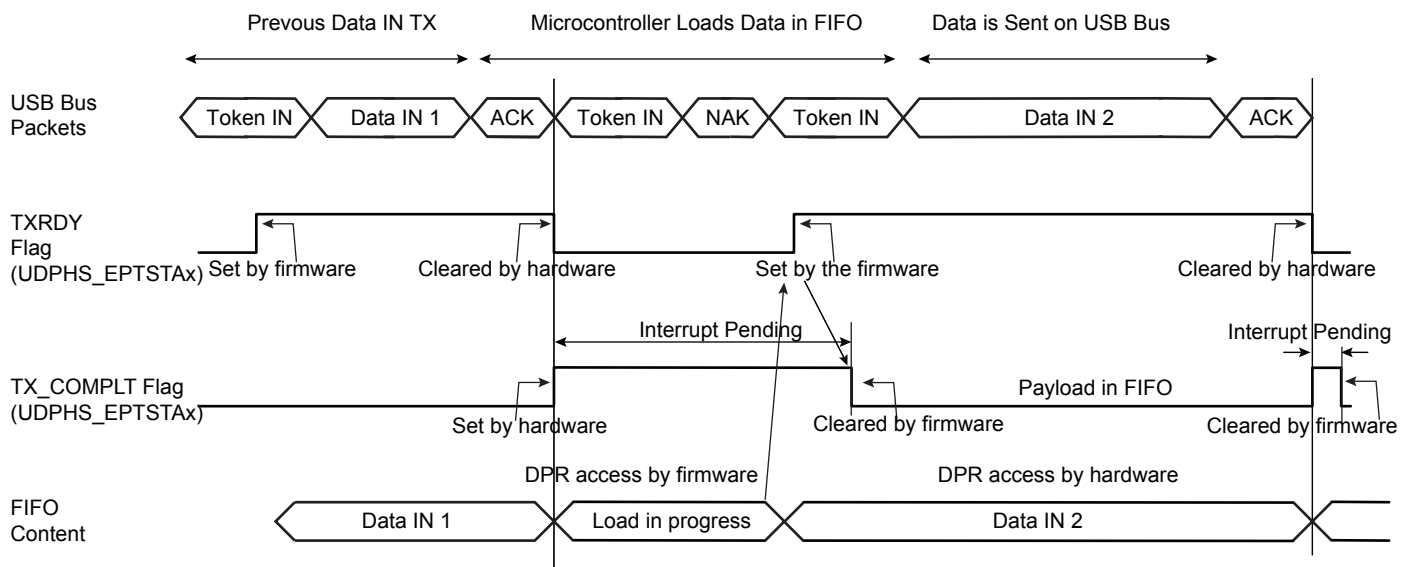 Prevous Data IN TX
Microcontroller Loads Data in FIFO
Data is Sent on USB Bus
USB Bus
Packets
Token IN
Data IN 1
ACK
Token IN
NAK
Token IN
Data IN 2
ACK
TXRDY
Flag
(UDPHS_EPTSTAx)
Set by firmware
Cleared by hardware
Set by the firmware
Cleared by hardware
Interrupt Pending
Interrupt Pending
TX_COMPLT Flag
(UDPHS_EPTSTAx)
Payload in FIFO
Set by hardware
Cleared by firmware
Cleared by firmware
DPR access by firmware
DPR access by hardware
FIFO
Content
Data IN 1
Load in progress
Data IN 2